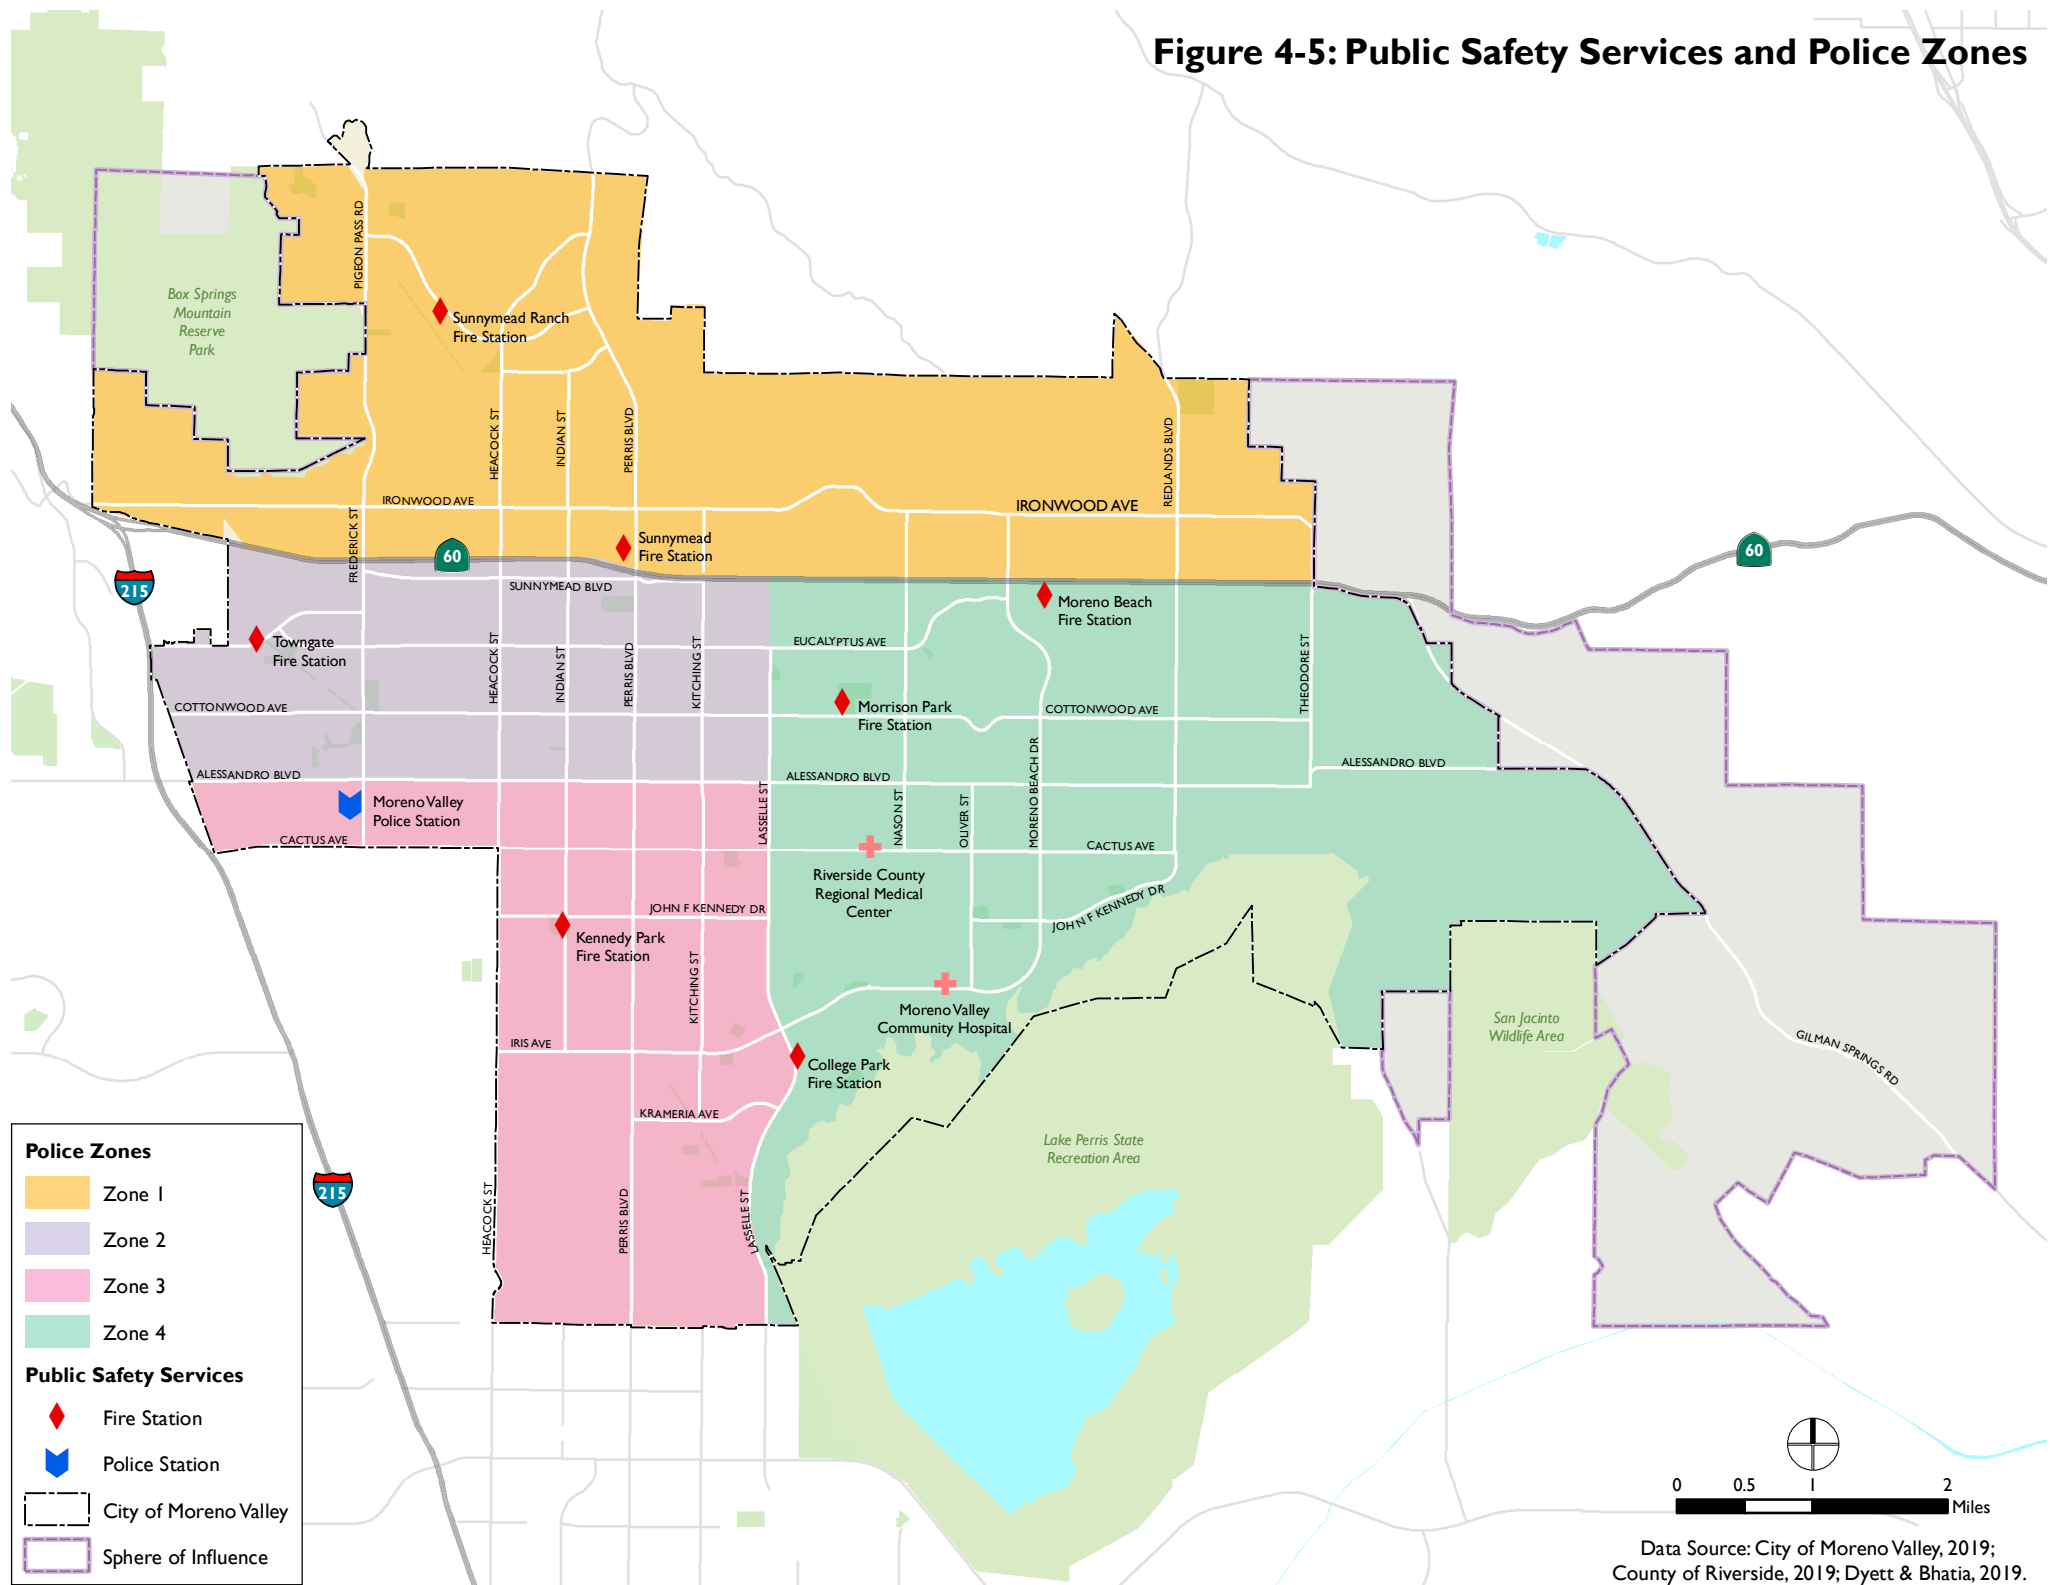 Figure 4-5: Public Safety Services and Police Zones
PIGEON PASS RD
Box Springs
Mountain
Reserve
Park
Sunnymead Ranch
Fire Station
HEACOCK ST
INDIAN ST
PERRIS BLVD
REDLANDS BLVD
IRONWOOD AVE
IRONWOOD AVE
FREDERICK ST
Sunnymead
Fire Station
60
60
215
SUNNYMEAD BLVD
Moreno Beach
Fire Station
Towngate
Fire Station
HEACOCK ST
INDIAN ST
PERRIS BLVD
KITCHING ST
EUCALYPTUS AVE
THEODORE ST
COTTONWOOD AVE
Morrison Park
Fire Station
COTTONWOOD AVE
ALESSANDRO BLVD
ALESSANDRO BLVD
MORENO BEACH DR
ALESSANDRO BLVD
Moreno Valley
Police Station
LASSELLE ST
NASON ST
OLIVER ST
CACTUS AVE
CACTUS AVE
Riverside County
Regional Medical
Center
JOHN F KENNEDY DR
JOHN F KENNEDY DR
Kennedy Park
Fire Station
KITCHING ST
Moreno Valley
Community Hospital
San Jacinto
Wildlife Area
GILMAN SPRINGS RD
IRIS AVE
College Park
Fire Station
KRAMERIA AVE
Lake Perris State
Recreation Area
HEACOCK ST
PERRIS BLVD
LASSELLE ST
215
Police Zones
Zone 1
Zone 2
Zone 3
Zone 4
Public Safety Services
Fire Station
Police Station
City of Moreno Valley
Sphere of Influence
0 0.5 1 2
Miles
Data Source: City of Moreno Valley, 2019;
County of Riverside, 2019; Dyett & Bhatia, 2019.